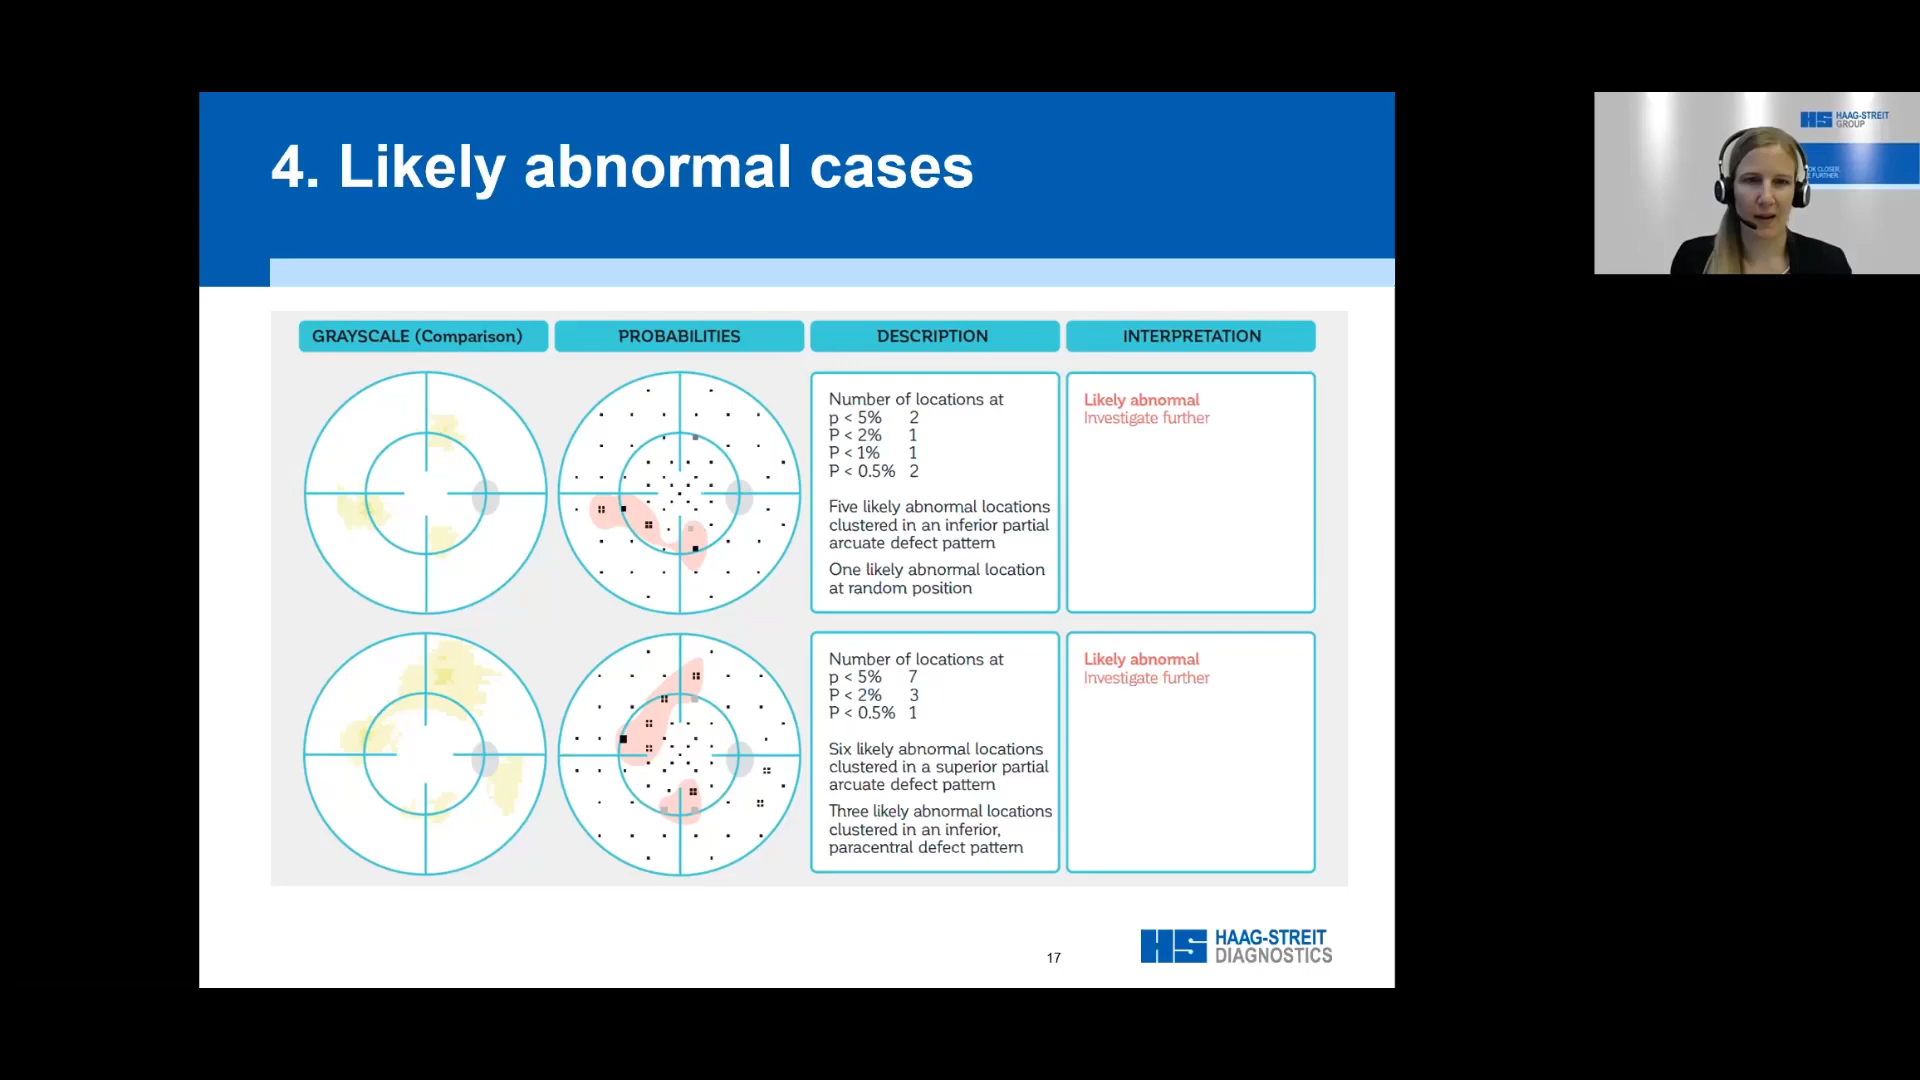 4. Likely abnormal cases
HAAG-STREIT
GROUP
GRAYSCALE (Comparison)
PROBABILITIES
DESCRIPTION
INTERPRETATION
Number of locations at
p < 5% 2
P < 2% 1
P < 1% 1
P < 0.5% 2
Five likely abnormal locations
clustered in an inferior partial
arcuate defect pattern
One likely abnormal location
at random position
Likely abnormal
Investigate further
Number of locations at
p < 5% 7
P < 2% 3
P < 0.5% 1
Six likely abnormal locations
clustered in a superior partial
arcuate defect pattern
Three likely abnormal locations
clustered in an inferior,
paracentral defect pattern
Likely abnormal
Investigate further
17
HS HAAG-STREIT
DIAGNOSTICS